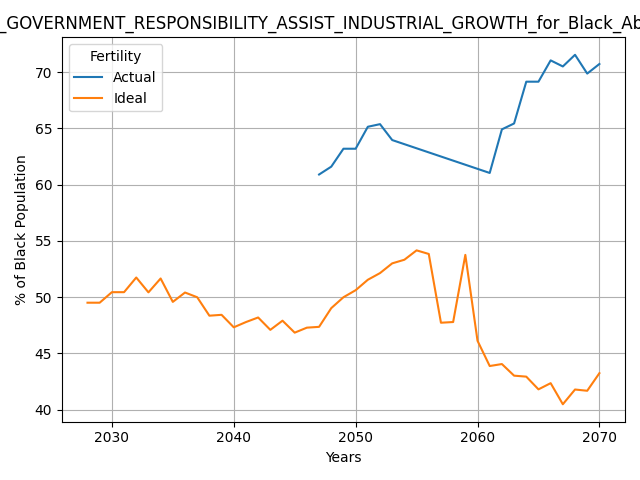 _GOVERNMENT_RESPONSIBILITY_ASSIST_INDUSTRIAL_GROWTH_for_Black_Ab
Fertility
Actual
Ideal
% of Black Population
70
65
60
55
50
45
40
2030 2040 2050 2060 2070
Years